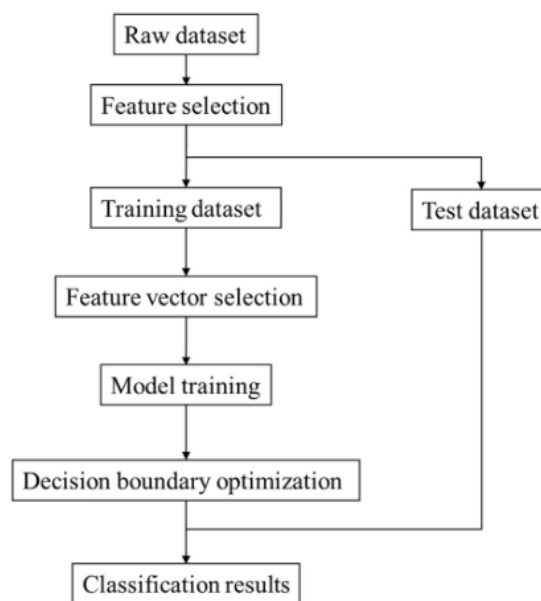 Raw dataset
Feature selection
Training dataset
Test dataset
Feature vector selection
Model training
Decision boundary optimization
Classification results